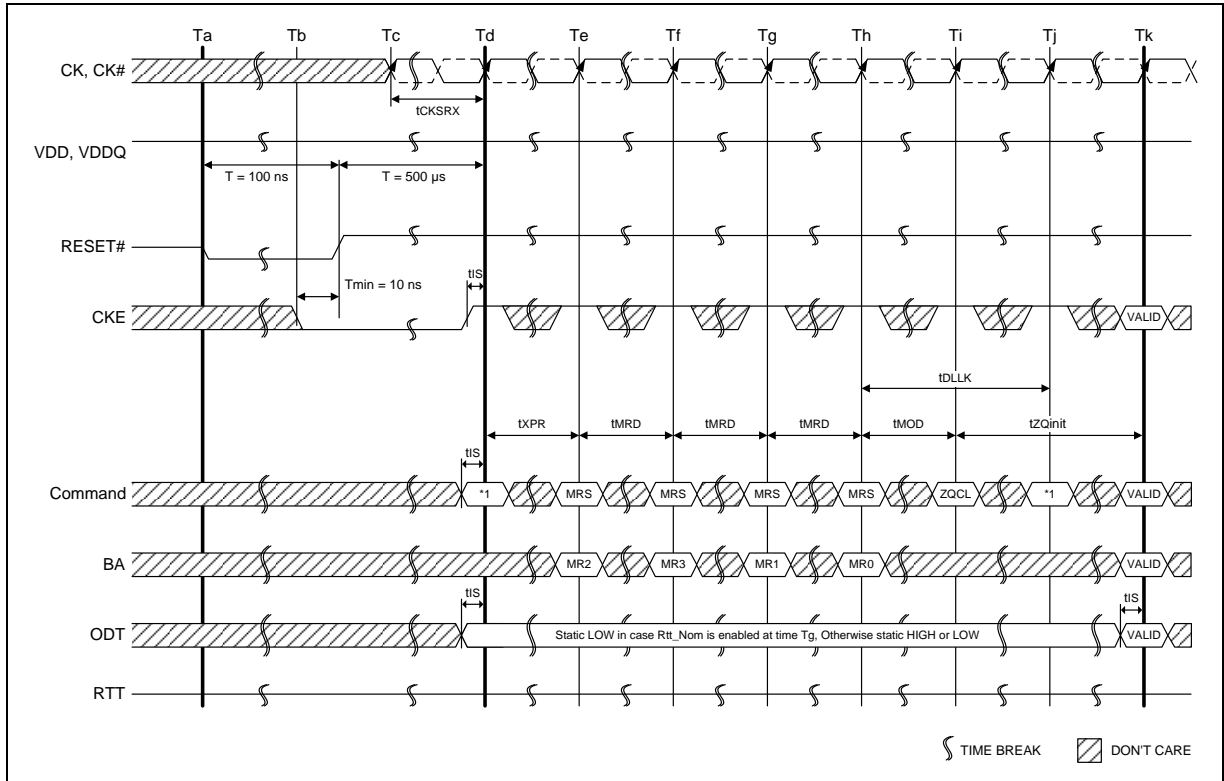 Ta Tb Tc Td Te Tf Tg Th Ti Tj Tk
CK, CK#
tCKSRX
VDD, VDDQ
T = 100 ns T = 500 µs
RESET#
tIS
Tmin = 10 ns
CKE VALID
tDLLK
tXPR tMRD tMRD tMRD tMOD tZQinit
tIS
Command *1 MRS MRS MRS MRS ZQCL *1 VALID
BA MR2 MR3 MR1 MR0 VALID
tIS tIS
ODT Static LOW in case Rtt_Nom is enabled at time Tg, Otherwise static HIGH or LOW VALID
RTT
TIME BREAK DON'T CARE